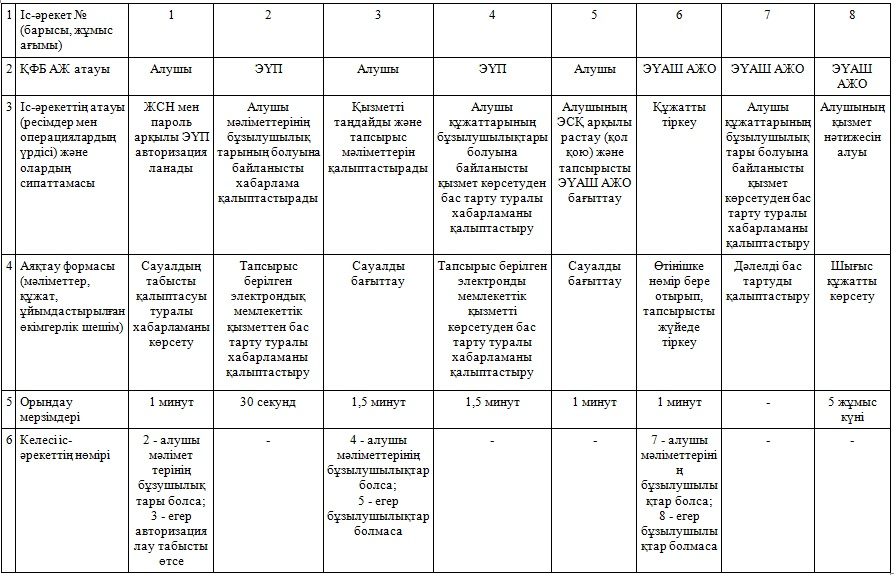 1
Іс-әрекет №
(барысы, жұмыс
ағымы)
1
2
3
4
5
6
7
8
2
ҚФБ АЖ атауы
Алушы
ЭҮП
Алушы
ЭҮП
Алушы
ЭҮАШ АЖО
ЭҮАШ АЖО
ЭҮАШ
АЖО
3
Іс-әрекеттің атауы
(ресімдер мен
операциялардың
үрдісі) және
олардың
сипаттамасы
ЖСН мен
пароль
арқылы ЭҮП
авторизация
ланады
Алушы
мәліметтерінің
бұзылушылық
тарының болуына
байланысты
хабарлама
қалыптастырады
Қызметті
таңдайды және
тапсырыс
мәліметтерін
қалыптастырады
Алушы
құжаттарының
бұзылушылықтары
болуына
байланысты
қызмет көрсетуден
бас тарту туралы
хабарламаны
қалыптастыру
Алушының
ЭСҚ арқылы
растау (қол
қою) және
тапсырысты
ЭҮАШ АЖО
бағыттау
Құжатты
тіркеу
Алушы
құжаттарының
бұзылушылық
тары болуына
байланысты
қызмет
көрсетуден бас
тарту туралы
хабарламаны
қалыптастыру
Алушының
қызмет
нәтижесін
алуы
4
Аяқтау формасы
(мәліметтер,
құжат,
ұйымдастырылған
өкімгерлік шешім)
Сауалдың
табысты
қалыптасуы
туралы
хабарламаны
көрсету
Тапсырыс
берілген
электрондық
мемлекеттік
қызметтен бас
тарту туралы
хабарламаны
қалыптастыру
Сауалды
бағыттау
Тапсырыс берілген
электронды
мемлекеттік
қызметті
көрсетуден бас
тарту туралы
хабарламаны
қалыптастыру
Сауалды
бағыттау
Өтінішке
нөмір бере
отырып,
тапсырысты
жүйеде
тіркеу
Дәлелді бас
тартуды
қалыптастыру
Шығыс
құжатты
көрсету
5
Орындау
мерзімдері
1 минут
30 секунд
1,5 минут
1,5 минут
1 минут
1 минут
-
5 жұмыс
күні
6
Келесі іс-
әрекеттің нөмірі
2 - алушы
мәлімет
терінің
бұзушылық
тары болса;
3 - егер
авторизация
лау табысты
өтсе
-
4 - алушы
мәліметтерінің
бұзылушылықтар
болса;
5 - егер
бұзылушылықтар
болмаса
-
-
7 - алушы
мәліметтеріні
ң
бұзылушылы
қтар болса;
8 - егер
бұзылушылы
қтар болмаса
-
-